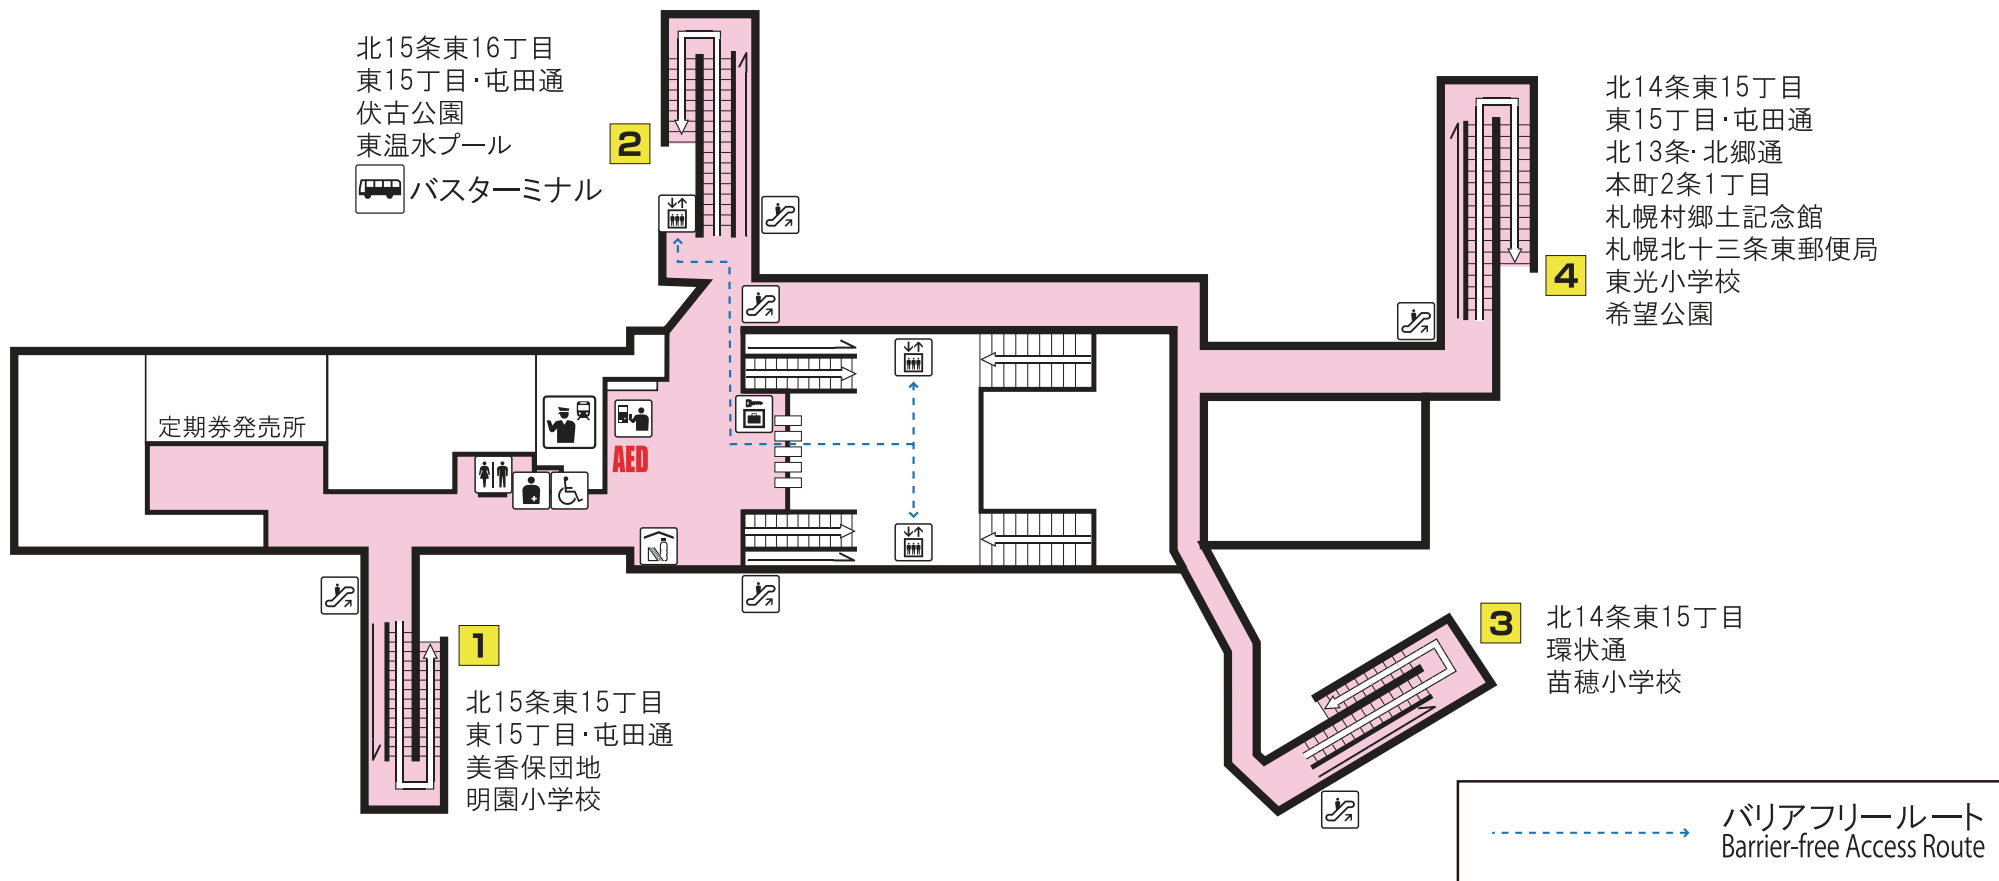 北15条東16丁目
東15丁目・屯田通
伏古公園
東温水プール
バスターミナル
2
北14条東15丁目
東15丁目・屯田通
北13条・北郷通
本町2条1丁目
札幌村郷土記念館
札幌北十三条東郵便局
東光小学校
希望公園
4
定期券発売所
AED
1
北15条東15丁目
東15丁目・屯田通
美香保団地
明園小学校
3
北14条東15丁目
環状通
苗穂小学校
バリアフリールート
Barrier-free Access Route